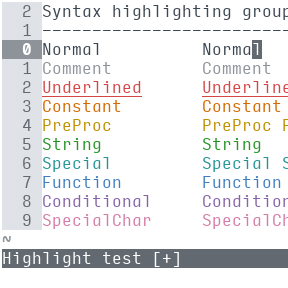 2 Syntax highlighting group
1 --------------------------
0 Normal Normal
1 Comment Comment
2 Underlined Underline
3 Constant Constant
4 PreProc PreProc F
5 String String
6 Special Special S
7 Function Function
8 Conditional Condition
9 SpecialChar SpecialCh
~
Highlight test [+]